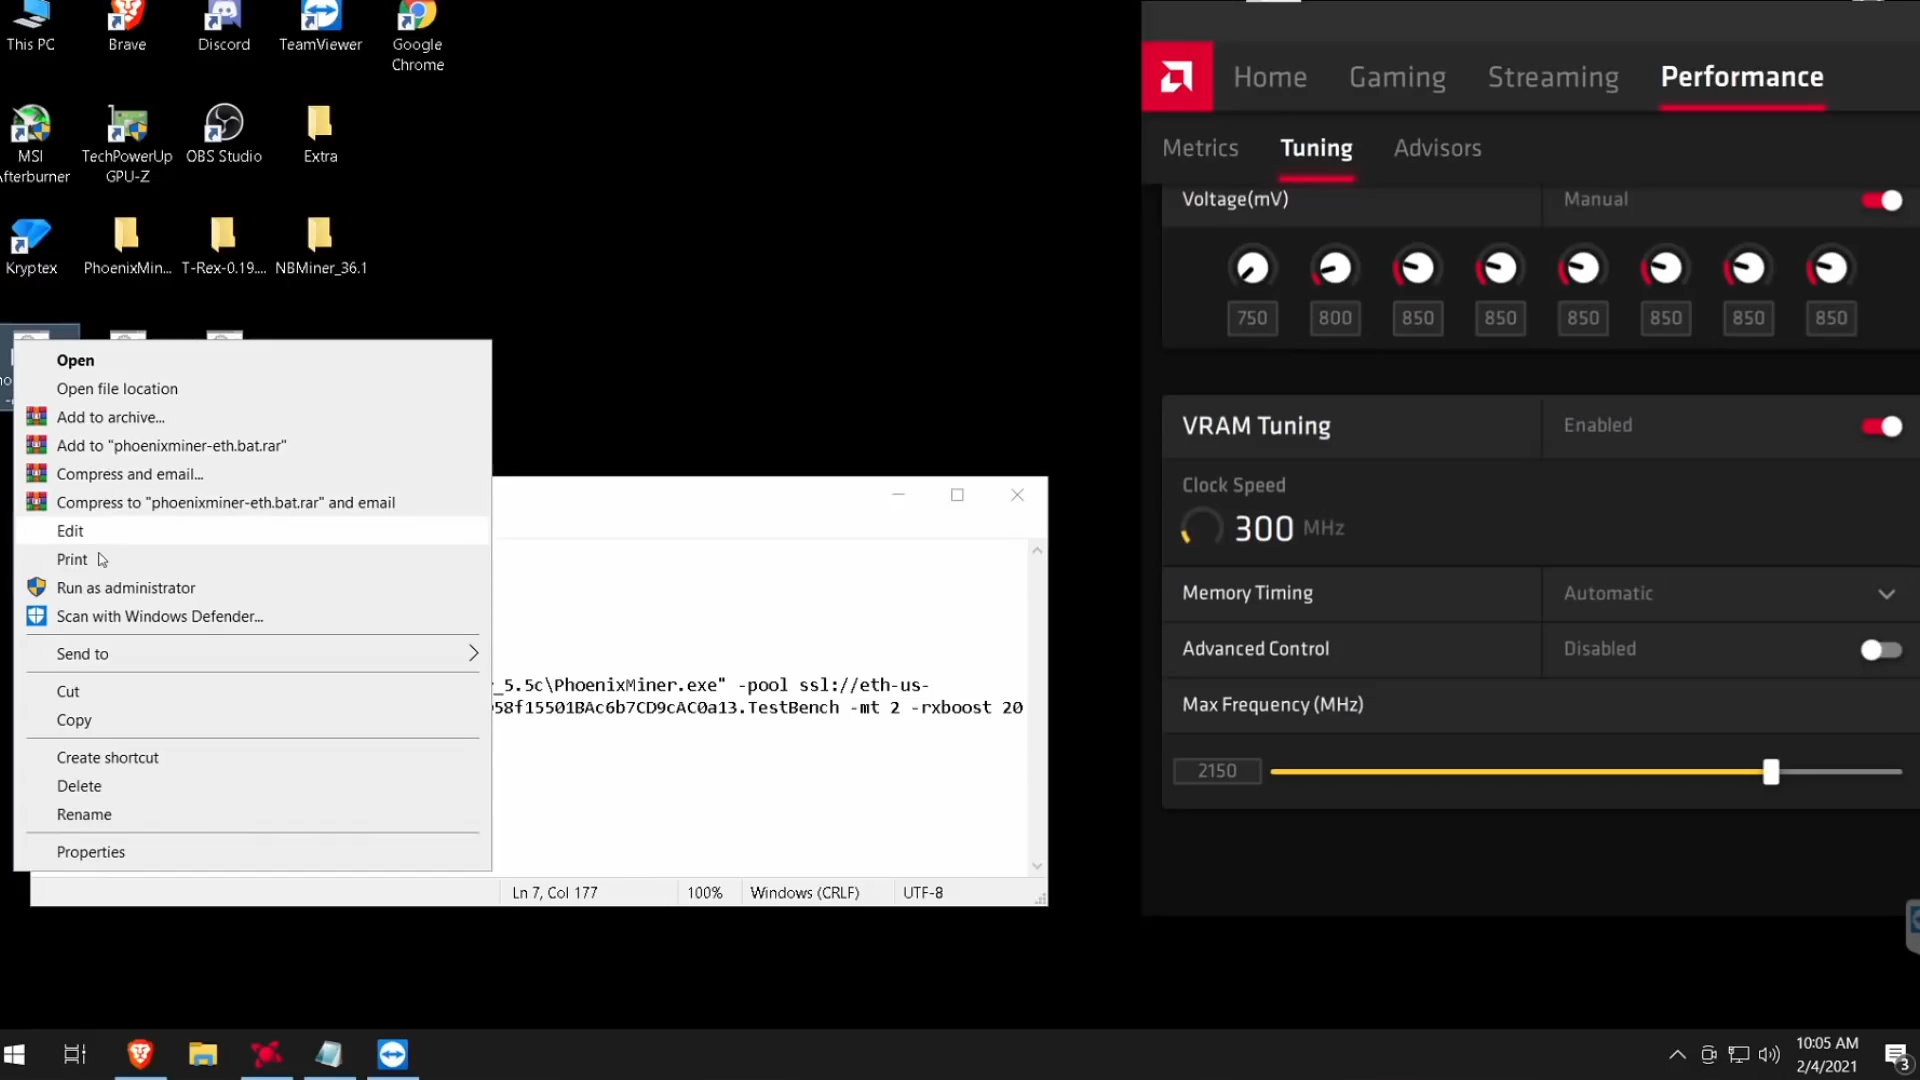 This PC
Brave
Discord
TeamViewer
Google
Chrome
MSI
Afterburner
TechPowerUp
GPU-Z
OBS Studio
Extra
Kryptex
PhoenixMin...
T-Rex-0.19....
NBMiner_36.1
Open
Open file location
Add to archive...
Add to "phoenixminer-eth.bat.rar"
Compress and email...
Compress to "phoenixminer-eth.bat.rar" and email
Edit
Print
Run as administrator
Scan with Windows Defender...
Send to
Cut
Copy
Create shortcut
Delete
Rename
Properties
_5.5c\PhoenixMiner.exe" -pool ssl://eth-us-
58f15501BAc6b7CD9cAC0a13.TestBench -mt 2 -rxboost 20
Ln 7, Col 177
100%
Windows (CRLF)
UTF-8
Home
Gaming
Streaming
Performance
Metrics
Tuning
Advisors
Voltage(mV)
Manual
750
800
850
850
850
850
850
850
VRAM Tuning
Enabled
Clock Speed
300 MHz
Memory Timing
Automatic
Advanced Control
Disabled
Max Frequency (MHz)
2150
10:05 AM
2/4/2021
3